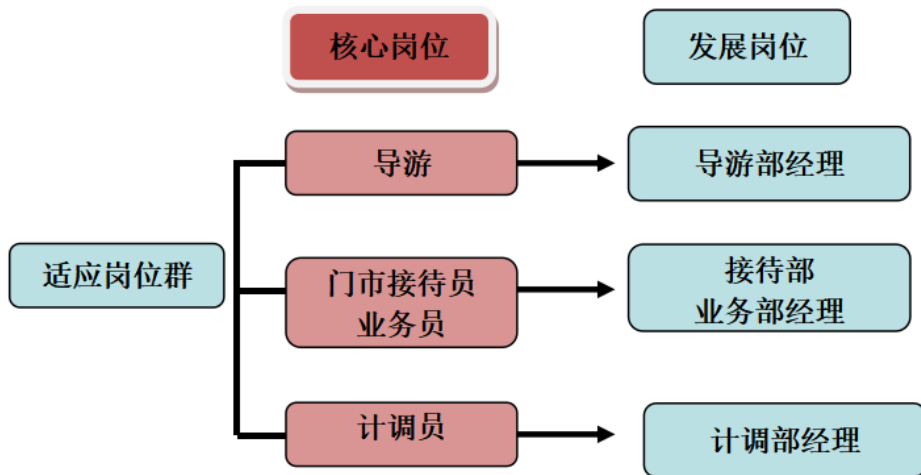 核心岗位
发展岗位
导游
导游部经理
适应岗位群
门市接待员
业务员
接待部
业务部经理
计调员
计调部经理